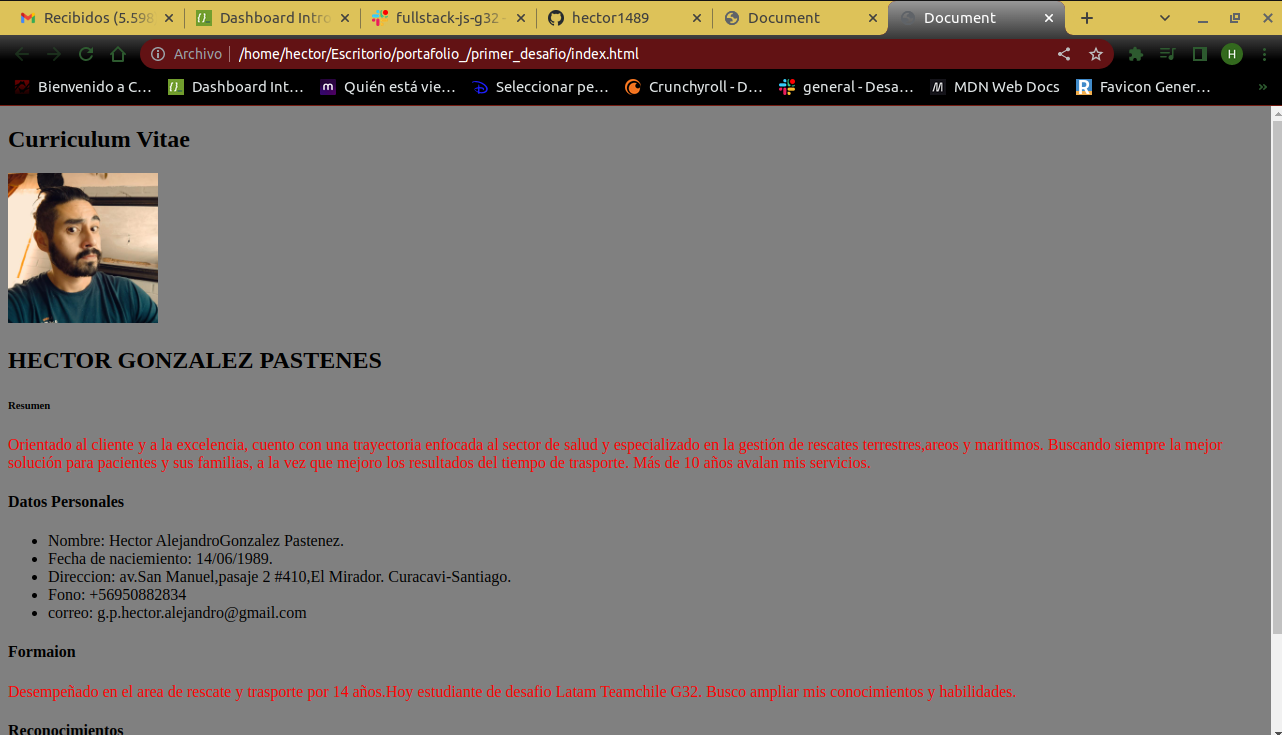 Recibidos (5.598
Dashboard Intro
fullstack-js-g32 -
hector1489
Document
Document
Archivo
/home/hector/Escritorio/portafolio_/primer_desafio/index.html
H
Bienvenido a C…
Dashboard Int…
Quién está vie…
Seleccionar pe…
Crunchyroll - D…
general - Desa…
MDN Web Docs
Favicon Gener…
Curriculum Vitae
HECTOR GONZALEZ PASTENES
Resumen
Orientado al cliente y a la excelencia, cuento con una trayectoria enfocada al sector de salud y especializado en la gestión de rescates terrestres,areos y maritimos. Buscando siempre la mejor
solución para pacientes y sus familias, a la vez que mejoro los resultados del tiempo de trasporte. Más de 10 años avalan mis servicios.
Datos Personales
• Nombre: Hector AlejandroGonzalez Pastenez.
• Fecha de naciemiento: 14/06/1989.
• Direccion: av.San Manuel,pasaje 2 #410,El Mirador. Curacavi-Santiago.
• Fono: +56950882834
• correo: g.p.hector.alejandro@gmail.com
Formaion
Desempeñado en el area de rescate y trasporte por 14 años.Hoy estudiante de desafio Latam Teamchile G32. Busco ampliar mis conocimientos y habilidades.
Reconocimientos